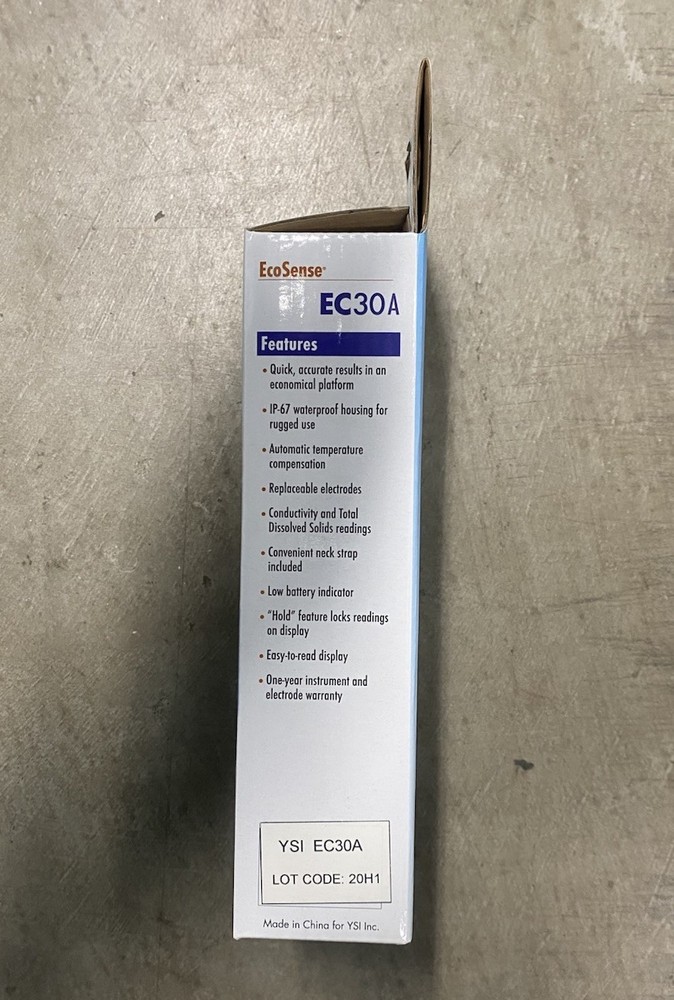 EcoSense™
EC30A
Features
• Quick, accurate results in an
economical platform
• IP-67 waterproof housing for
rugged use
• Automatic temperature
compensation
• Replaceable electrodes
• Conductivity and Total
Dissolved Solids readings
• Convenient neck strap
included
• Low battery indicator
• “Hold” feature locks readings
on display
• Easy-to-read display
• One-year instrument and
electrode warranty
YSI EC30A
LOT CODE: 20H1
Made in China for YSI Inc.